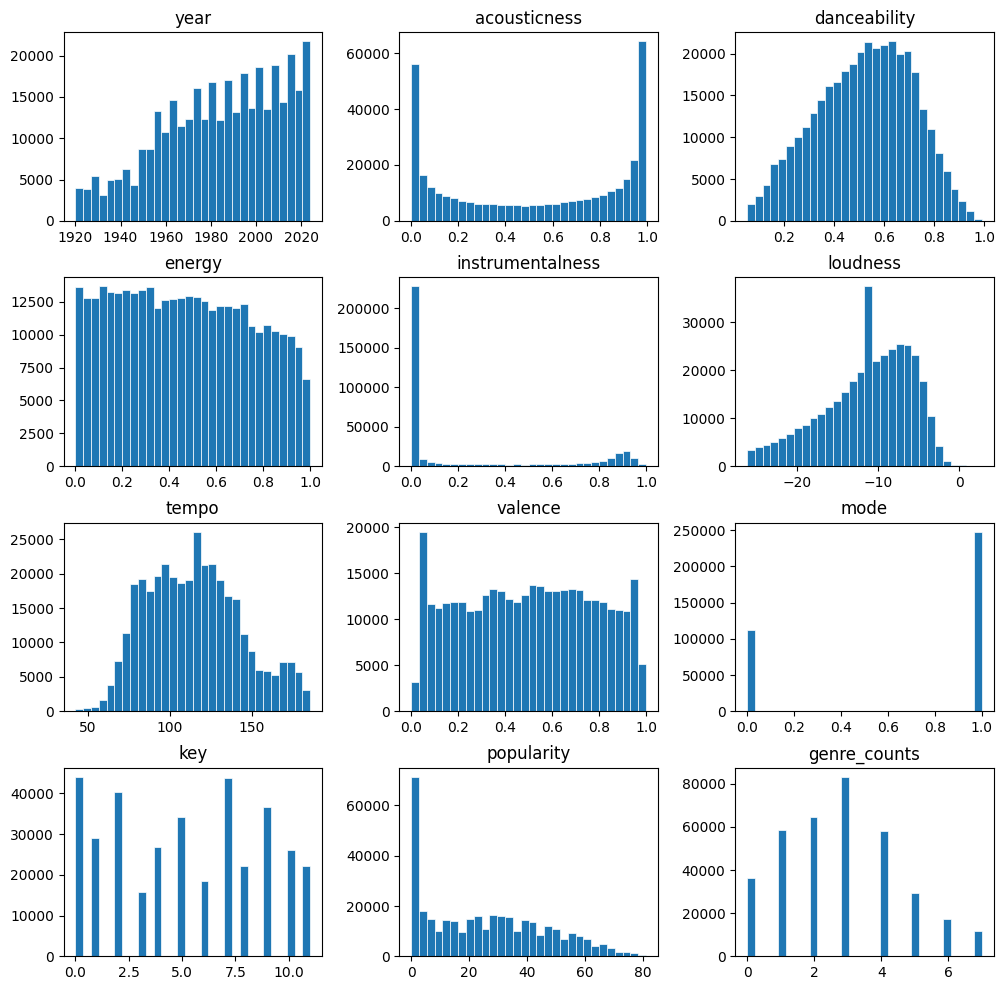 year
acousticness
danceability
20000
15000
10000
5000
0
1920 1940 1960 1980 2000 2020
60000
40000
20000
0
0.0 0.2 0.4 0.6 0.8 1.0
20000
15000
10000
5000
0
0.2 0.4 0.6 0.8 1.0
energy
instrumentalness
loudness
12500
10000
7500
5000
2500
0
0.0 0.2 0.4 0.6 0.8 1.0
200000
150000
100000
50000
0
0.0 0.2 0.4 0.6 0.8 1.0
30000
20000
10000
0
−20 −10 0
tempo
valence
mode
25000
20000
15000
10000
5000
0
50 100 150
20000
15000
10000
5000
0
0.0 0.2 0.4 0.6 0.8 1.0
250000
200000
150000
100000
50000
0
0.0 0.2 0.4 0.6 0.8 1.0
key
popularity
genre_counts
40000
30000
20000
10000
0
0.0 2.5 5.0 7.5 10.0
60000
40000
20000
0
0 20 40 60 80
80000
60000
40000
20000
0
0 2 4 6